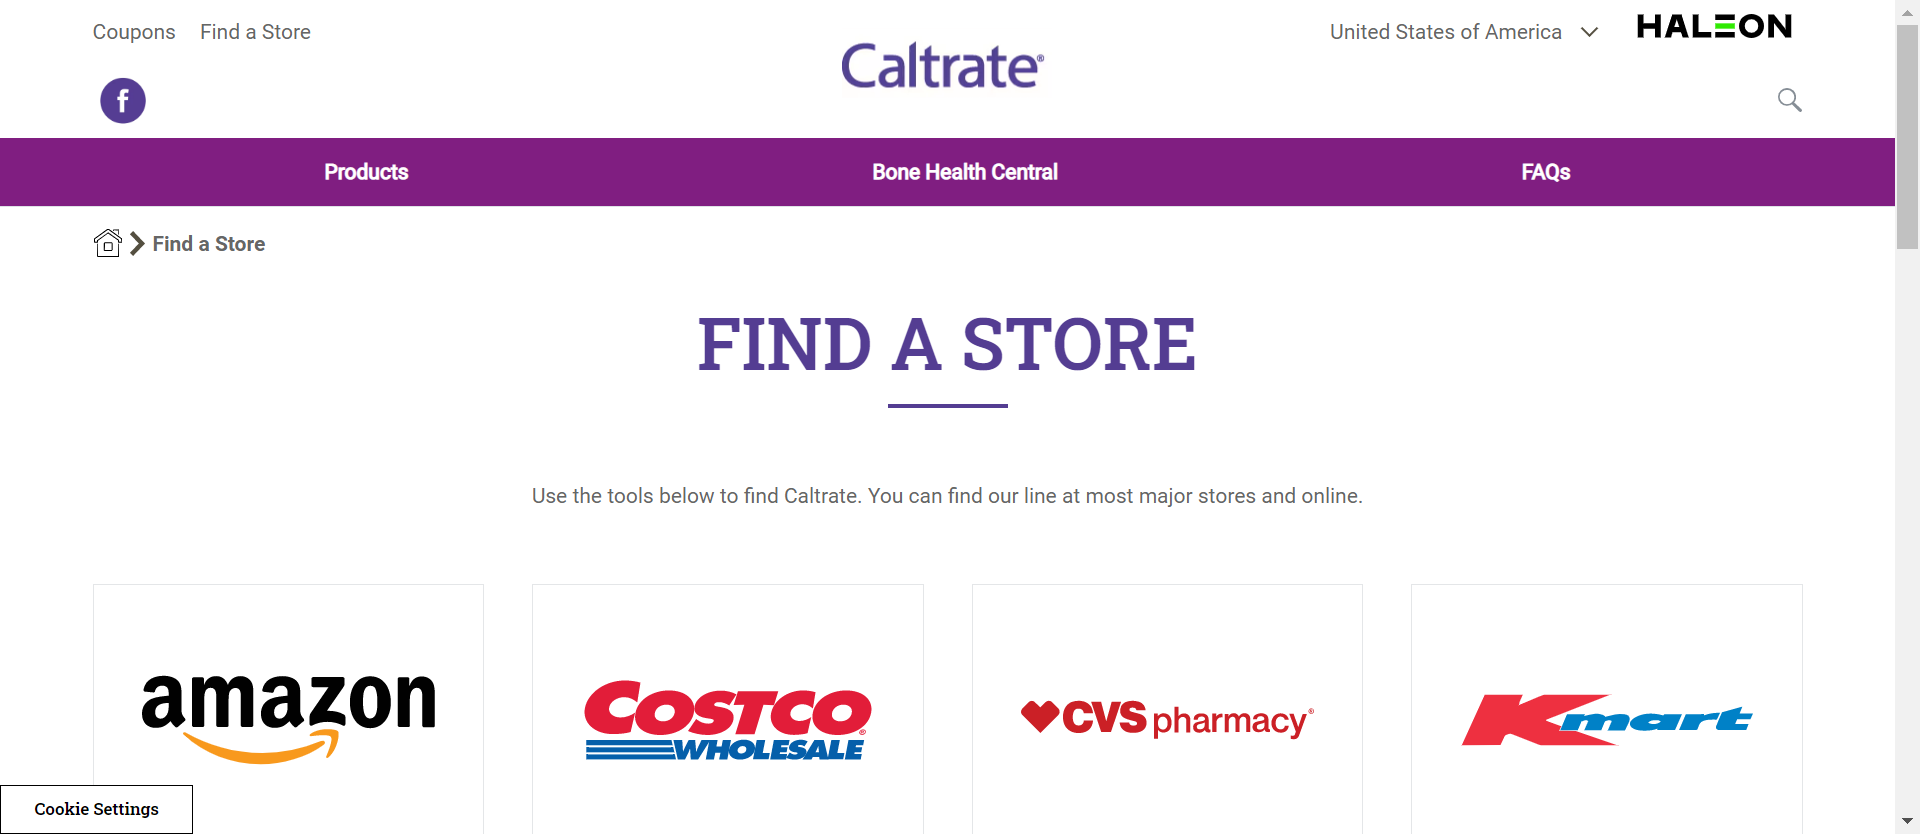 Coupons Find a Store
United States of America
HALEON
Caltrate®
f
Products Bone Health Central FAQs
Find a Store
FIND A STORE
Use the tools below to find Caltrate. You can find our line at most major stores and online.
amazon
COSTCO®
WHOLESALE
CVS pharmacy®
Kmart
Cookie Settings